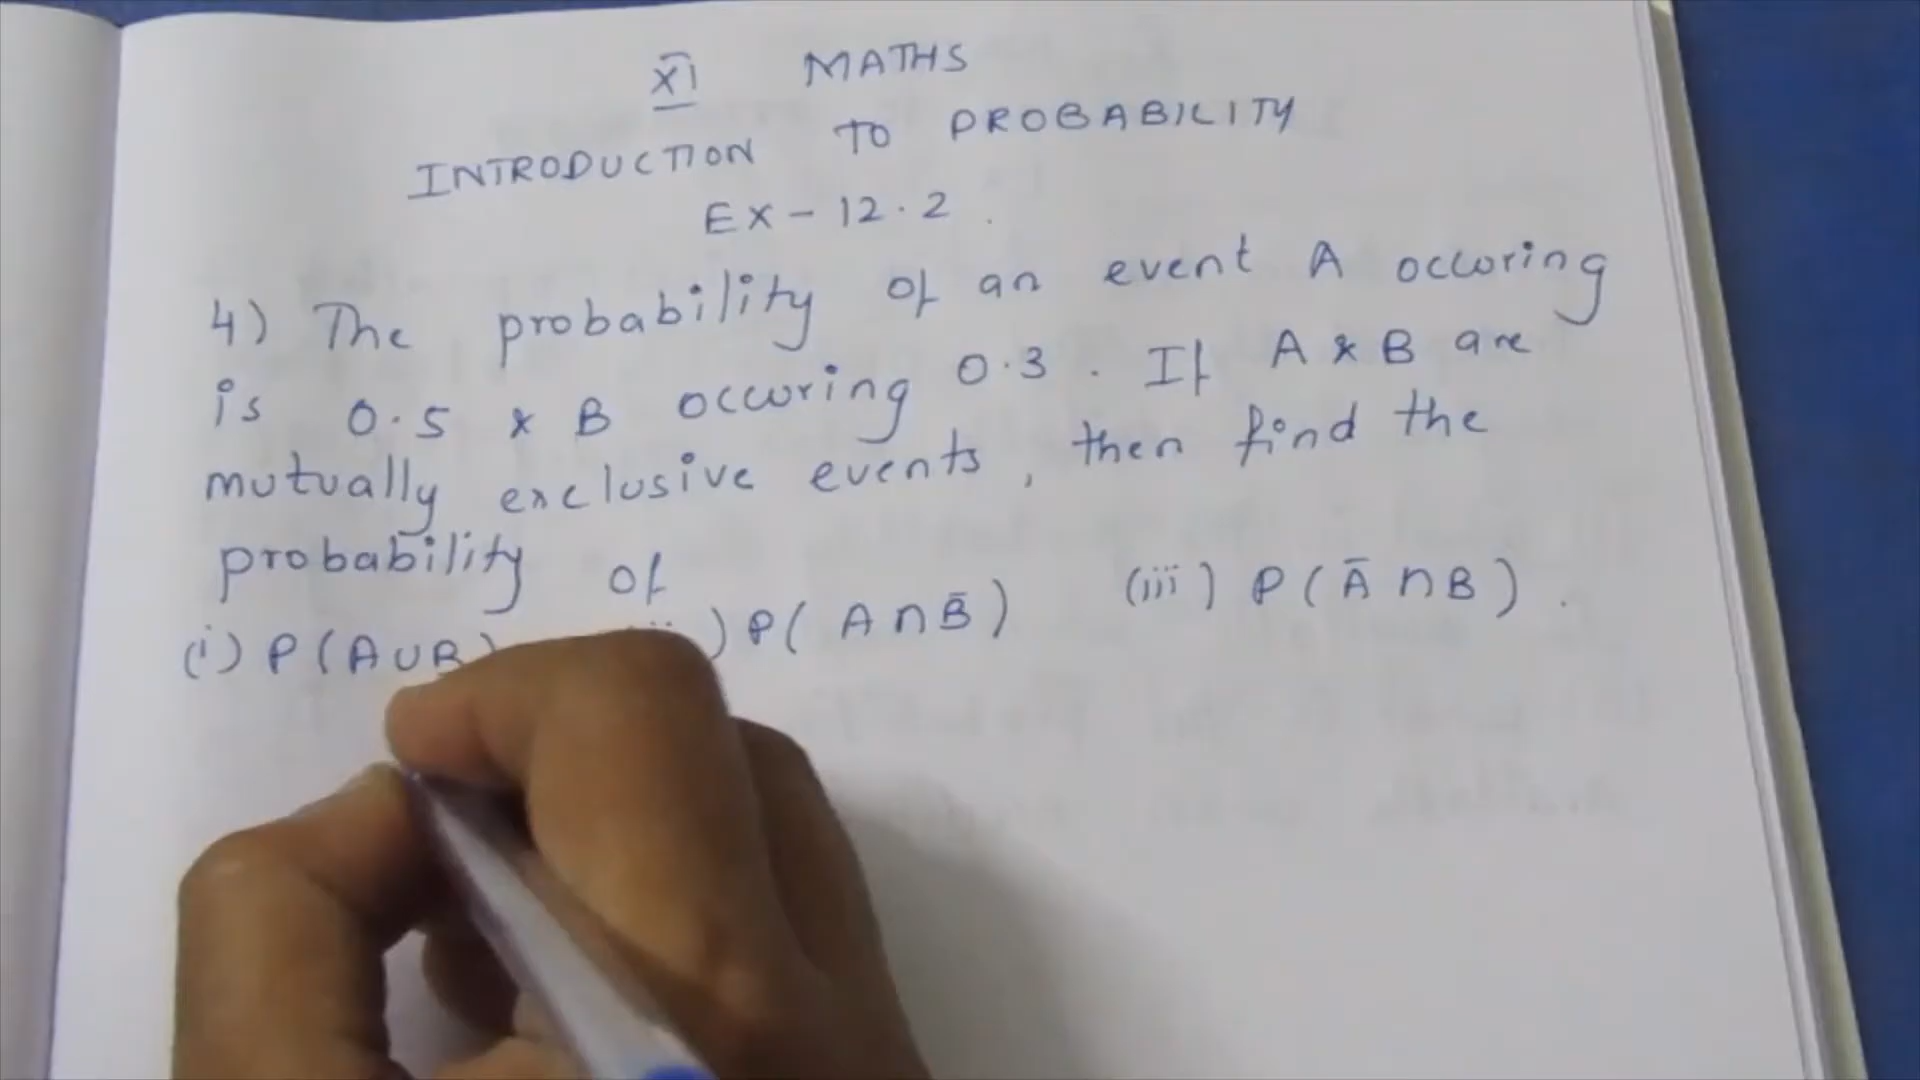 XI MATHS
INTRODUCTION TO PROBABILITY
EX - 12.2.
4) The probability of an event A occuring
is 0.5 & B occuring 0.3. If A & B are
mutually exclusive events, then find the
probability of
(i) P(A∪B) (ii) P(A∩B̄) (iii) P(Ā∩B).